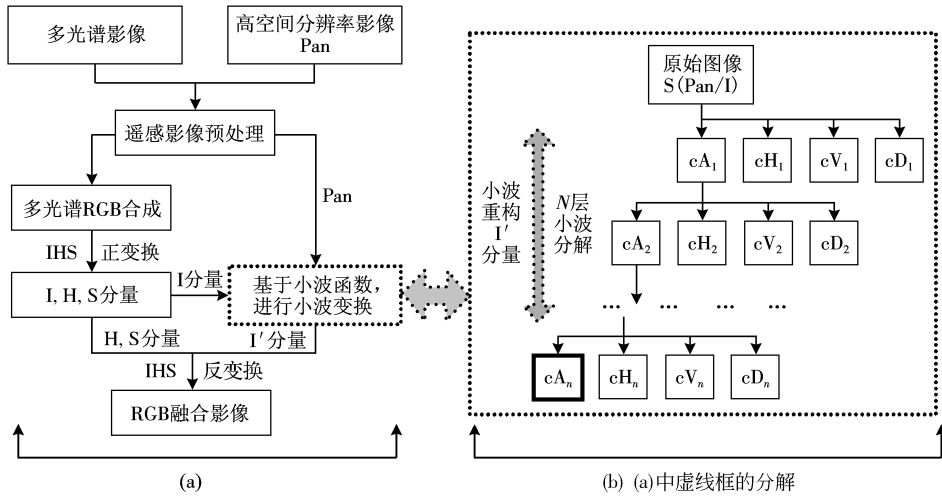 多光谱影像
高空间分辨率影像
Pan
遥感影像预处理
Pan
多光谱RGB合成
IHS 正变换
I, H, S分量
I分量
基于小波函数，
进行小波变换
H, S分量
I′分量
IHS 反变换
RGB融合影像
(a)
原始图像
S(Pan/I)
cA₁ cH₁ cV₁ cD₁
小波
重构
I′
分量
N层
小波
分解
cA₂ cH₂ cV₂ cD₂
… … … …
cAₙ cHₙ cVₙ cDₙ
(b) (a)中虚线框的分解